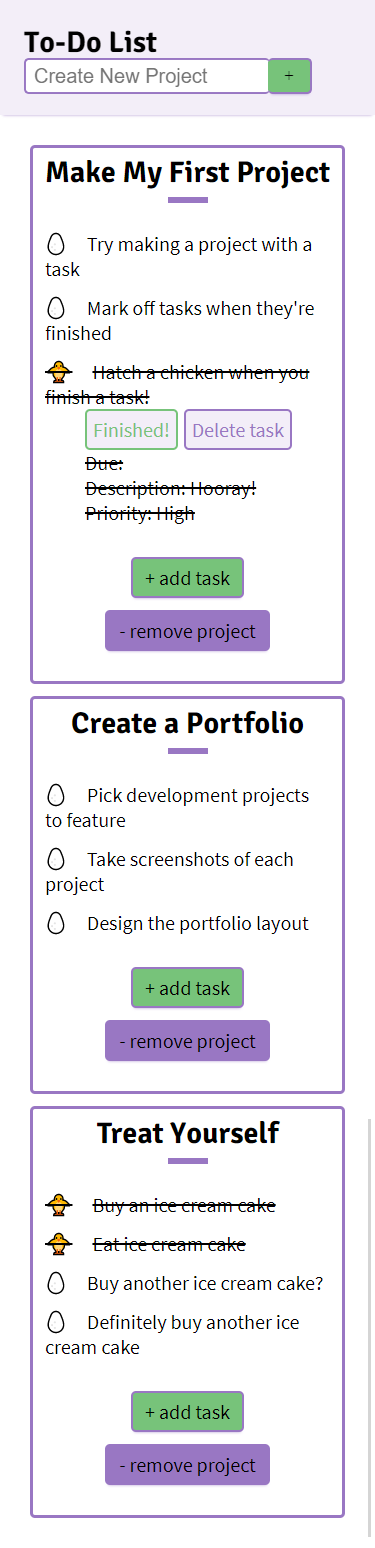 To-Do List
Create New Project +
Make My First Project
Try making a project with a
task
Mark off tasks when they're
finished
Hatch a chicken when you
finish a task!
Finished! Delete task
Due:
Description: Hooray!
Priority: High
+ add task
- remove project
Create a Portfolio
Pick development projects
to feature
Take screenshots of each
project
Design the portfolio layout
+ add task
- remove project
Treat Yourself
Buy an ice cream cake
Eat ice cream cake
Buy another ice cream cake?
Definitely buy another ice
cream cake
+ add task
- remove project